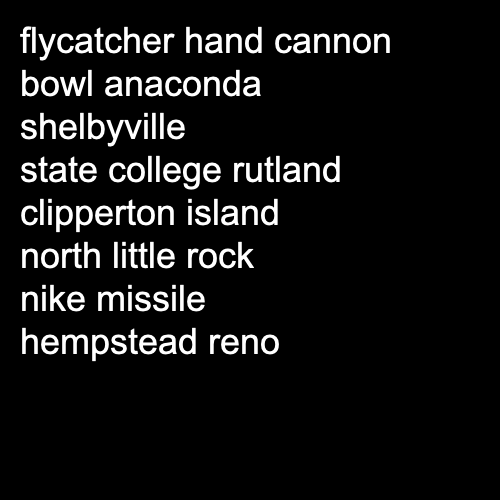 flycatcher hand cannon
bowl anaconda
shelbyville
state college rutland
clipperton island
north little rock
nike missile
hempstead reno